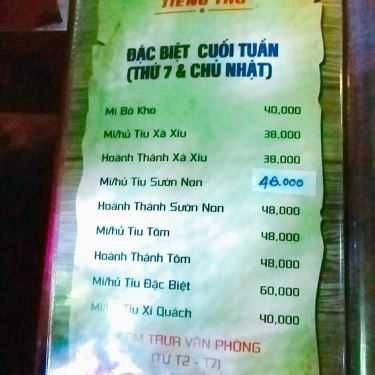 ĐẶC BIỆT CUỐI TUẦN
(THỨ 7 & CHỦ NHẬT)
Mì Bò Kho 40,000
Mì/hủ Tíu Xá Xíu 38,000
Hoành Thánh Xá Xíu 38,000
Mì/hủ Tíu Sườn Non 48.000
Hoành Thánh Sườn Non 48,000
Mì/hủ Tíu Tôm 48,000
Hoành Thánh Tôm 48,000
Mì/hủ Tíu Đặc Biệt 60,000
Mì/hủ Tíu Xí Quách 40,000
TRƯA VĂN PHÒNG
(TỪ T2 - T7)